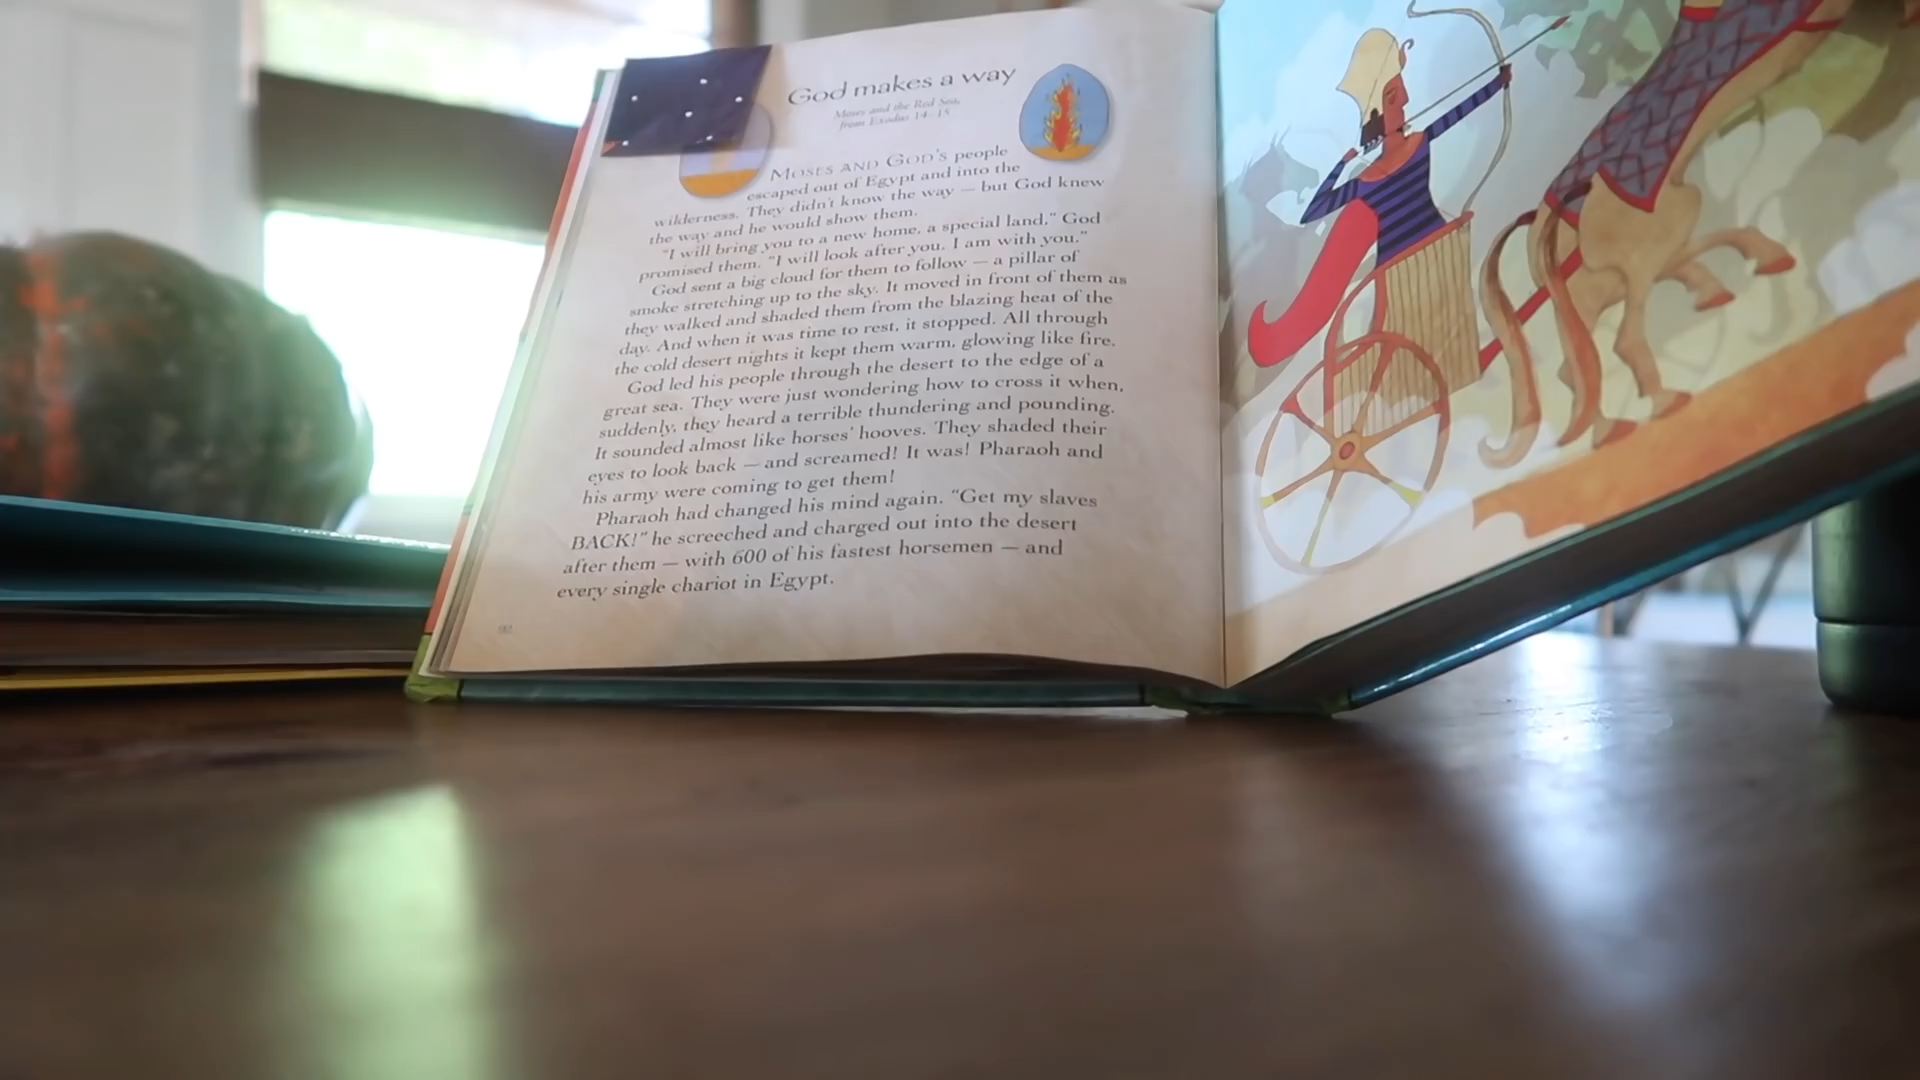 God makes a way
Moses and the Red Sea,
from Exodus 14-15
MOSES AND GOD'S people
escaped out of Egypt and into the
wilderness. They didn't know the way — but God knew
the way and he would show them.
"I will bring you to a new home, a special land," God
promised them. "I will look after you. I am with you."
God sent a big cloud for them to follow — a pillar of
smoke stretching up to the sky. It moved in front of them as
they walked and shaded them from the blazing heat of the
day. And when it was time to rest, it stopped. All through
the cold desert nights it kept them warm, glowing like fire.
God led his people through the desert to the edge of a
great sea. They were just wondering how to cross it when,
suddenly, they heard a terrible thundering and pounding.
It sounded almost like horses' hooves. They shaded their
eyes to look back — and screamed! It was! Pharaoh and
his army were coming to get them!
Pharaoh had changed his mind again. "Get my slaves
BACK!" he screeched and charged out into the desert
after them — with 600 of his fastest horsemen — and
every single chariot in Egypt.